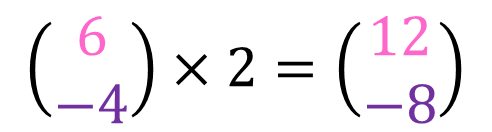 (6
−4) × 2 = (12
−8)